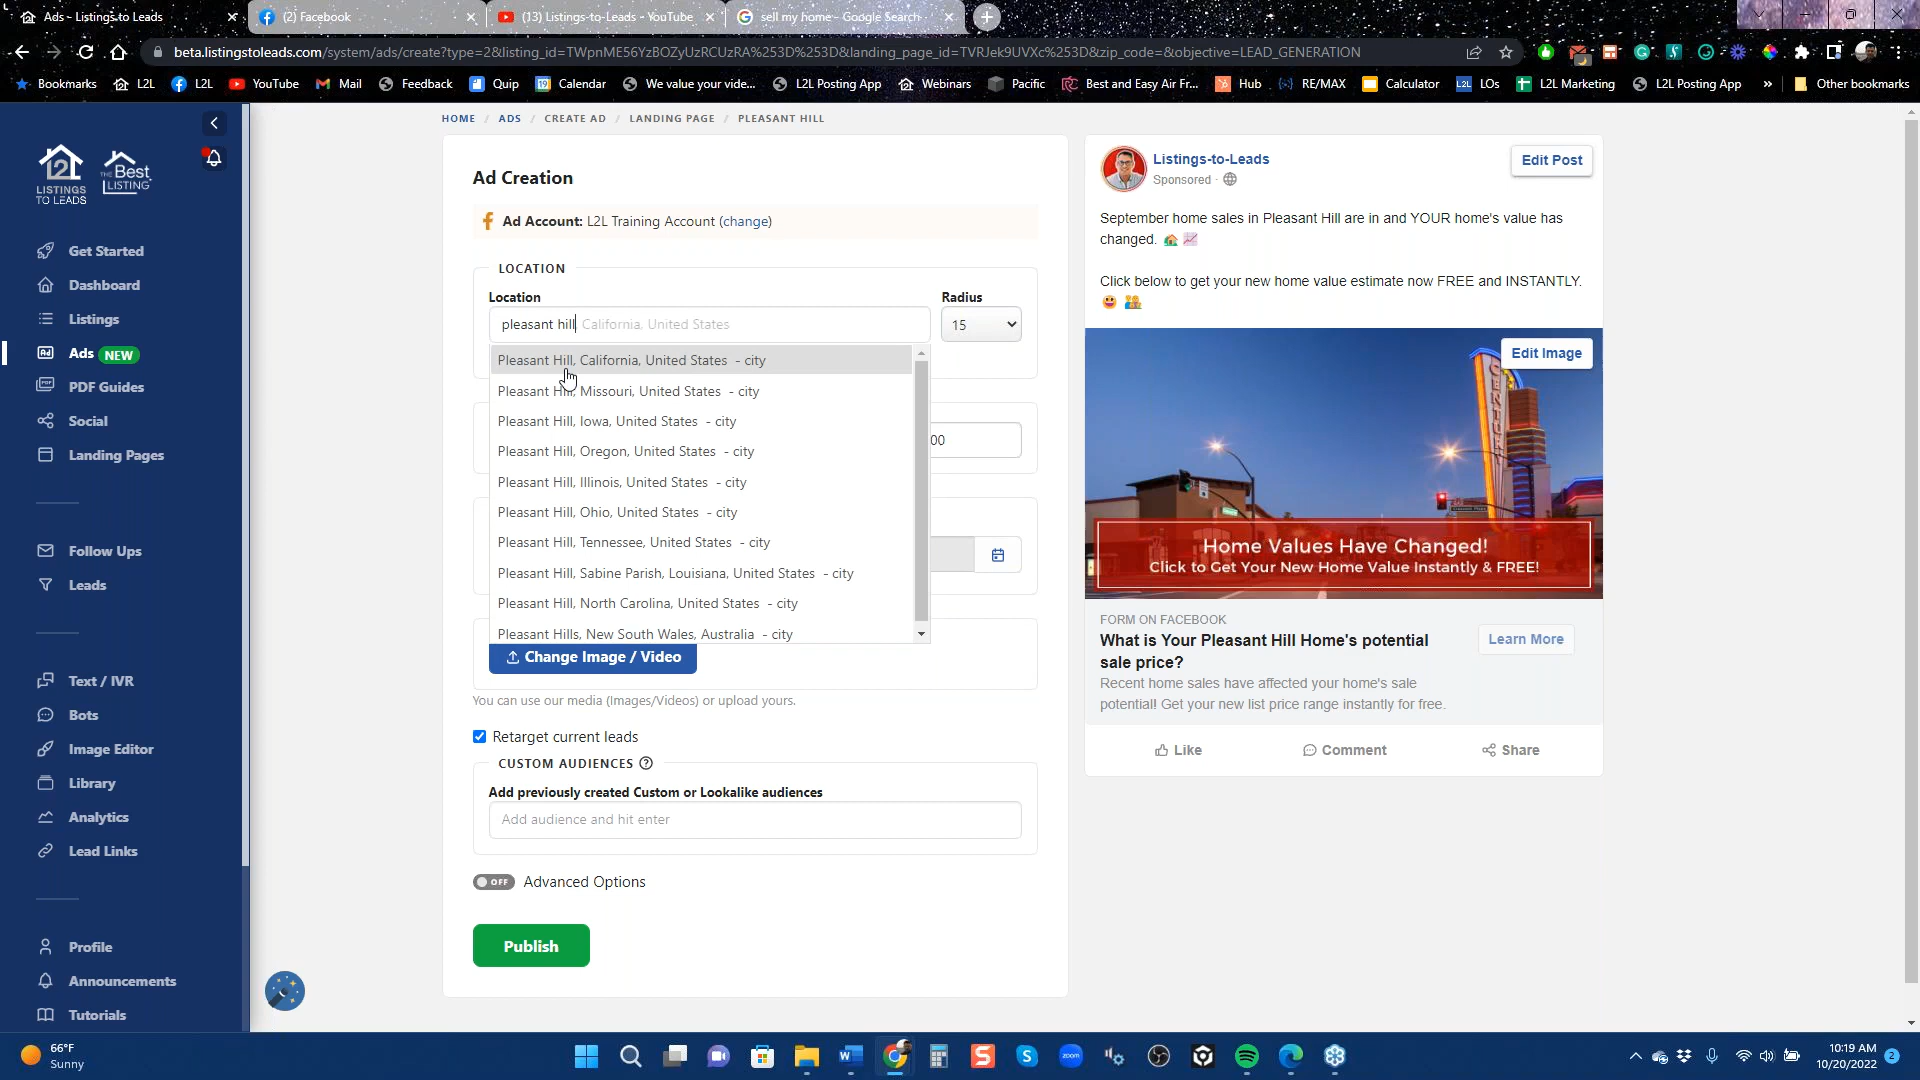 Ads - Listings to Leads
(2) Facebook
(13) Listings-to-Leads - YouTube
sell my home - Google Search
beta.listingstoleads.com/system/ads/create?type=2&listing_id=TWpnME56YzBOZyUzRCUzRA%253D%253D&landing_page_id=TVRJek9UVXc%253D&zip_code=&objective=LEAD_GENERATION
Bookmarks L2L L2L YouTube Mail Feedback Quip Calendar We value your vide... L2L Posting App Webinars Pacific Best and Easy Air Fr... Hub RE/MAX Calculator LOs L2L Marketing L2L Posting App » Other bookmarks
L2L LISTINGS TO LEADS
THE Best LISTING
Get Started
Dashboard
Listings
Ads NEW
PDF Guides
Social
Landing Pages
Follow Ups
Leads
Text / IVR
Bots
Image Editor
Library
Analytics
Lead Links
Profile
Announcements
Tutorials
HOME / ADS / CREATE AD / LANDING PAGE / PLEASANT HILL
Ad Creation
Ad Account: L2L Training Account (change)
LOCATION
Location
Radius
pleasant hill California, United States
15
Pleasant Hill, California, United States - city
Pleasant Hill, Missouri, United States - city
Pleasant Hill, Iowa, United States - city
Pleasant Hill, Oregon, United States - city
Pleasant Hill, Illinois, United States - city
Pleasant Hill, Ohio, United States - city
Pleasant Hill, Tennessee, United States - city
Pleasant Hill, Sabine Parish, Louisiana, United States - city
Pleasant Hill, North Carolina, United States - city
Pleasant Hills, New South Wales, Australia - city
00
Change Image / Video
You can use our media (Images/Videos) or upload yours.
Retarget current leads
CUSTOM AUDIENCES
Add previously created Custom or Lookalike audiences
Add audience and hit enter
OFF Advanced Options
Publish
Listings-to-Leads
Sponsored ·
Edit Post
September home sales in Pleasant Hill are in and YOUR home's value has
changed. 🏠 📈
Click below to get your new home value estimate now FREE and INSTANTLY.
Edit Image
CENTURY
Home Values Have Changed!
Click to Get Your New Home Value Instantly & FREE!
FORM ON FACEBOOK
What is Your Pleasant Hill Home's potential
sale price?
Learn More
Recent home sales have affected your home's sale
potential! Get your new list price range instantly for free.
Like
Comment
Share
66°F
Sunny
zoom
10:19 AM
10/20/2022
2